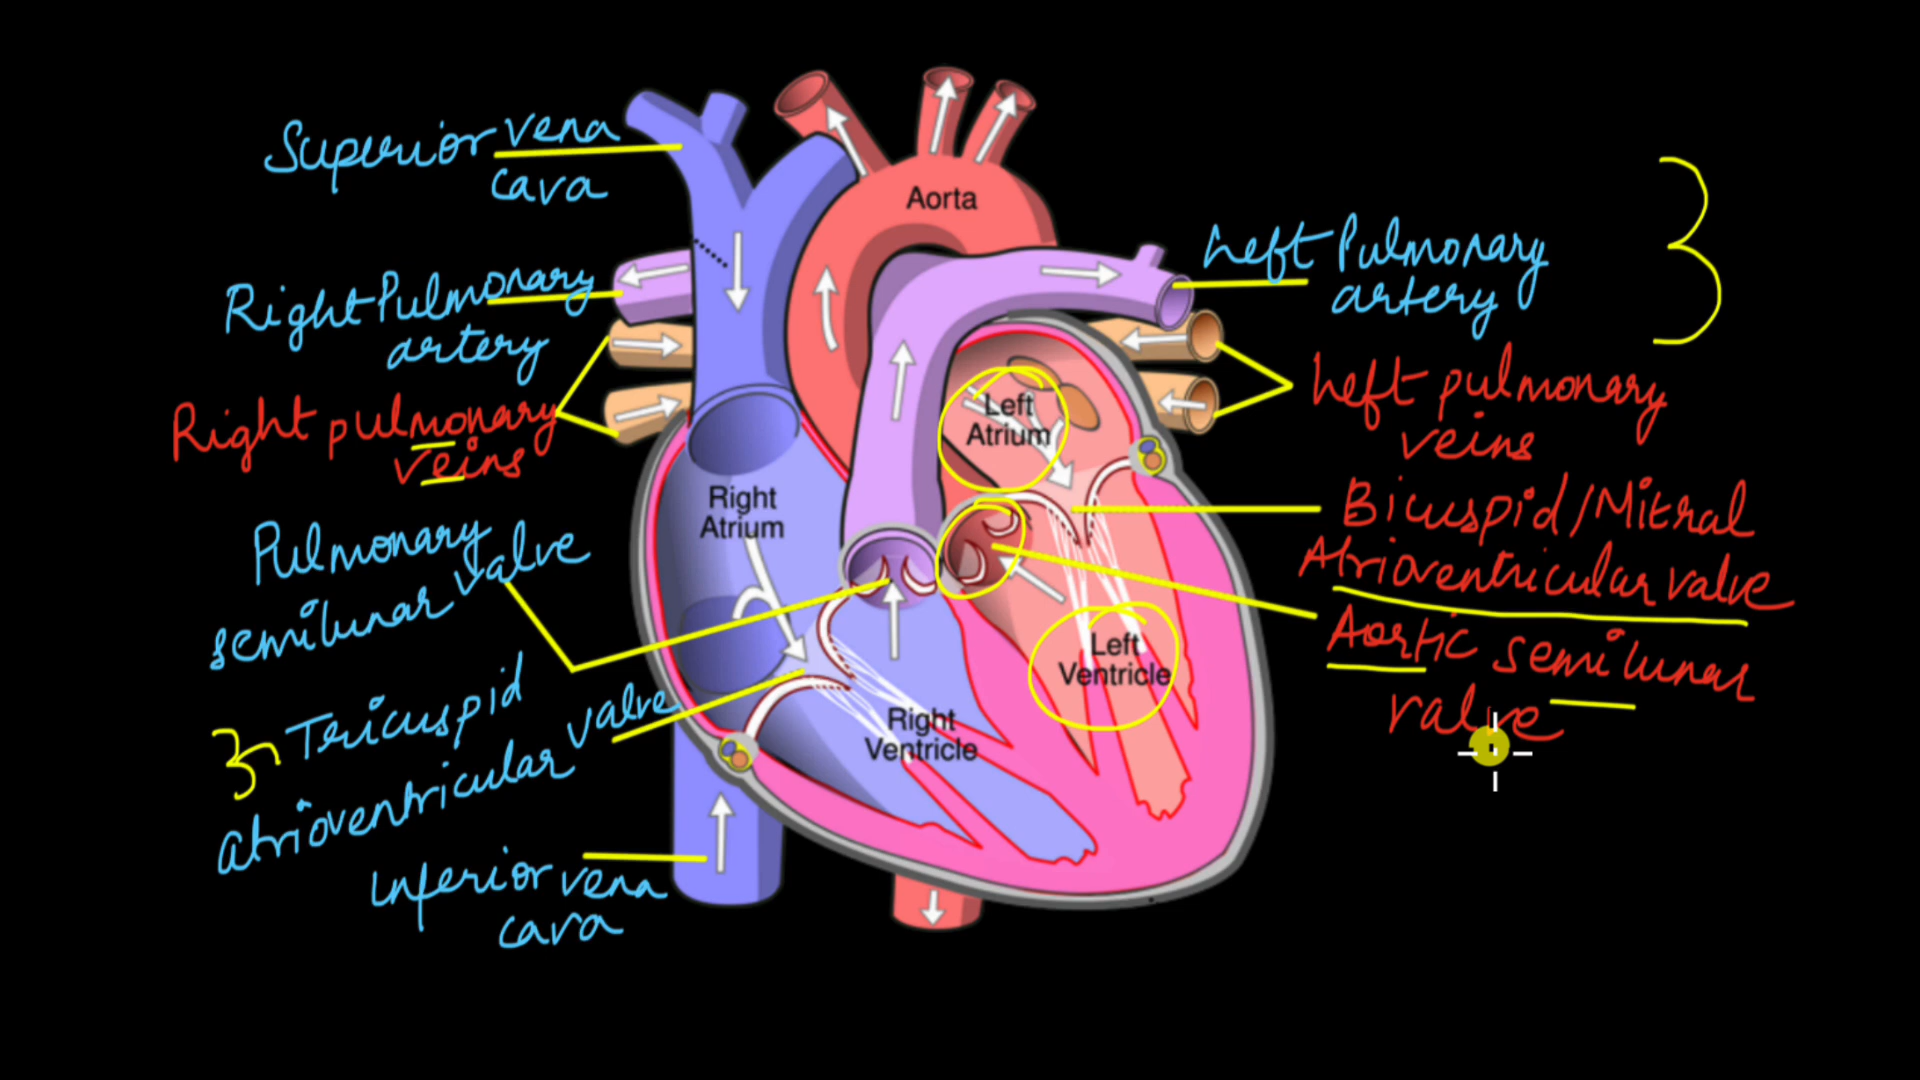 Superior vena
cava
Right Pulmonary
artery
Right pulmonary
veins
Pulmonary
semilunar valve
3
Tricuspid
atrioventricular valve
Inferior vena
cava
Aorta
Left
Atrium
Right
Atrium
Left
Ventricle
Right
Ventricle
Left Pulmonary
artery
Left pulmonary
veins
Bicuspid/Mitral
Atrioventricular valve
Aortic semilunar
valve